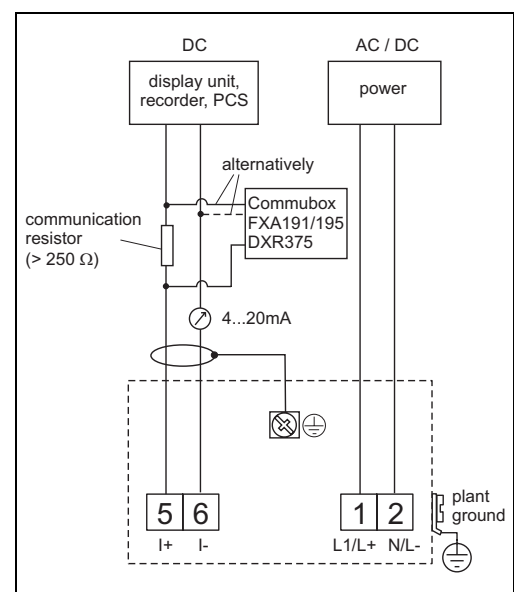 DC
AC / DC
display unit,
recorder, PCS
power
alternatively
Commubox
FXA191/195
DXR375
communication
resistor
(> 250 Ω)
4...20mA
5 6
1 2
I+ I-
L1/L+ N/L-
plant
ground